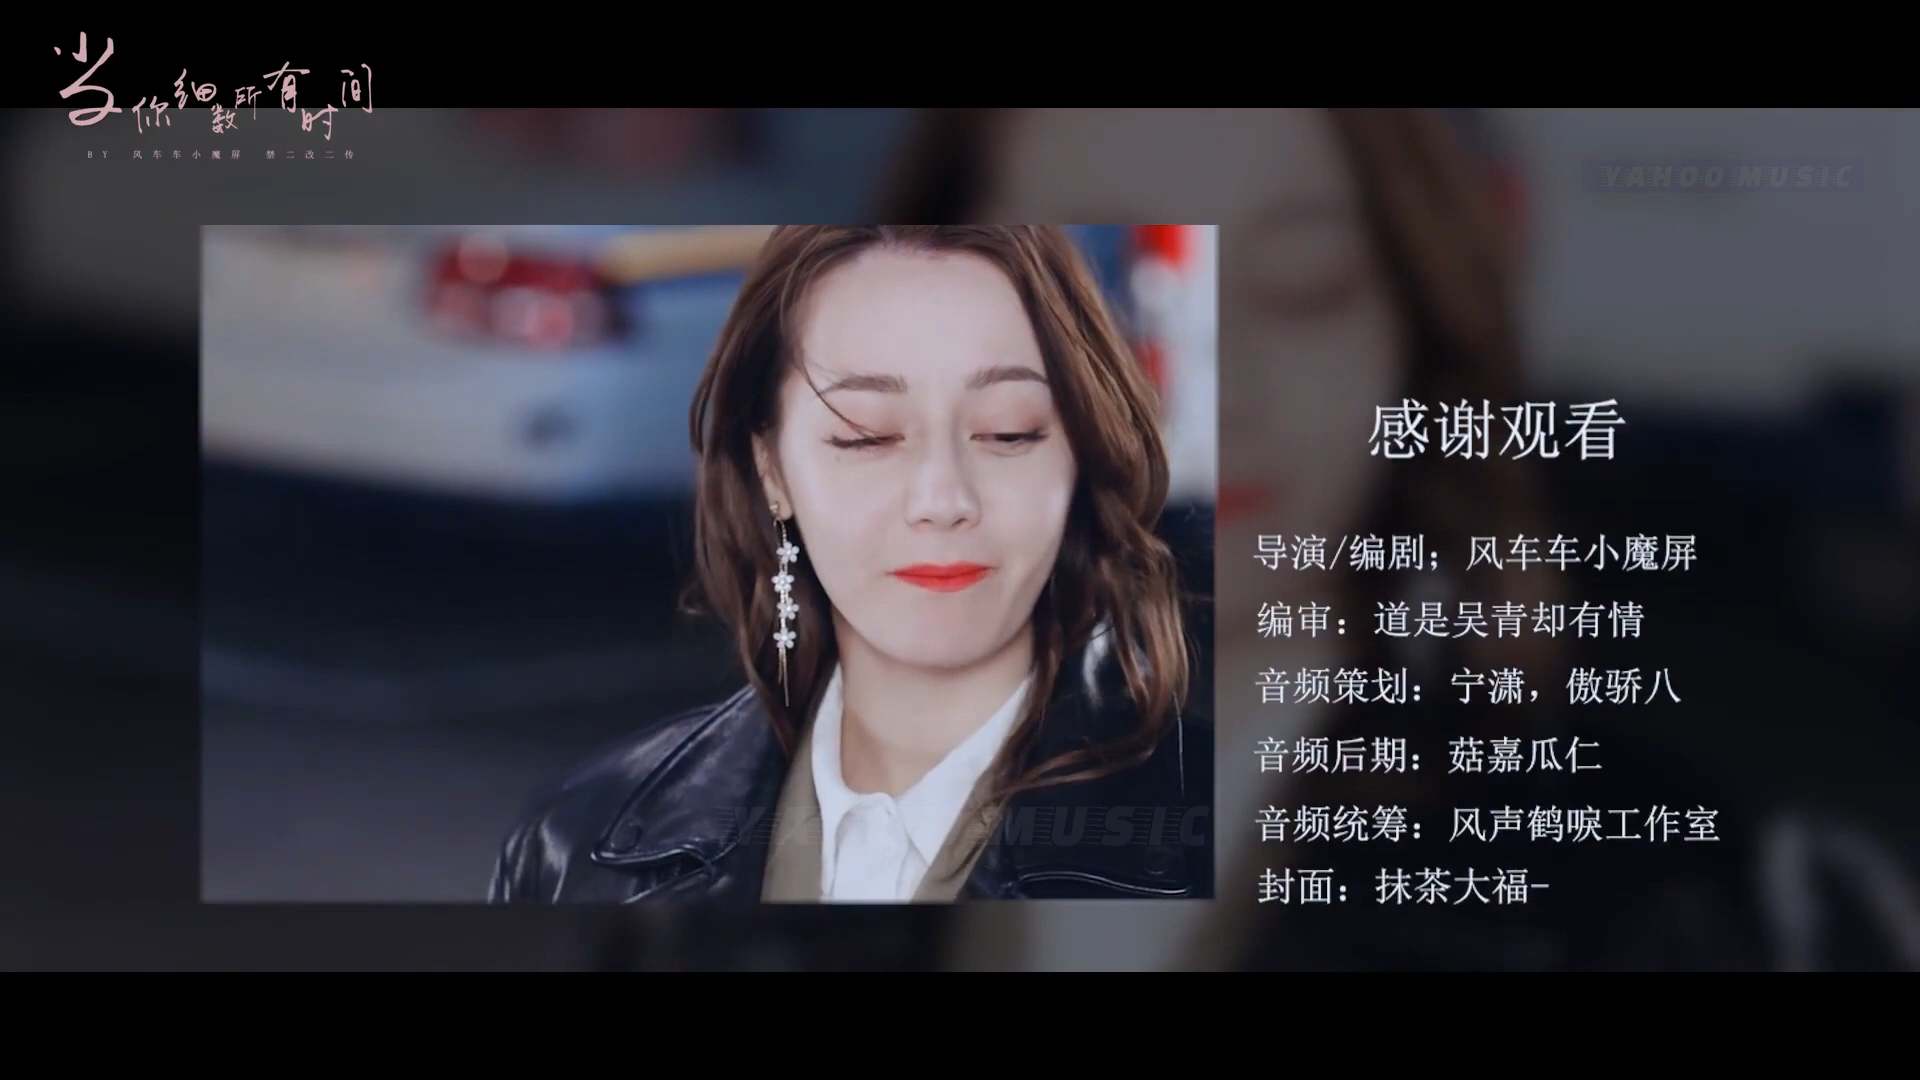 当你细数所有时间
BY 风车车小魔屏 禁二改二传
YAHOO MUSIC
感谢观看
导演/编剧；风车车小魔屏
编审：道是吴青却有情
音频策划：宁潇，傲骄八
音频后期：菇嘉瓜仁
YAHOO MUSIC
音频统筹：风声鹤唳工作室
封面：抹茶大福-